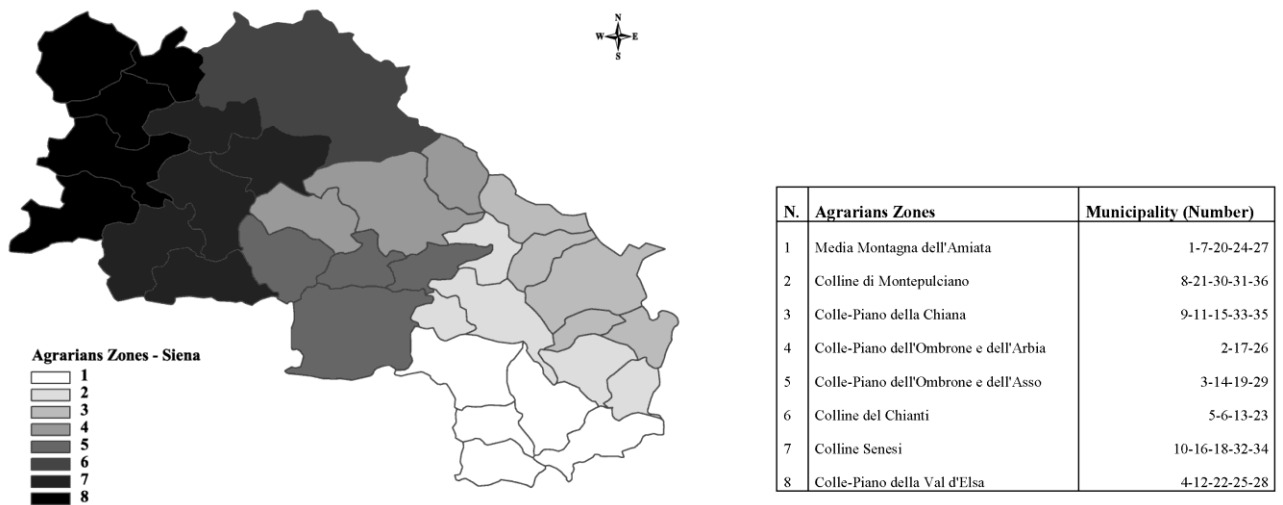 N
W E
S
Agrarians Zones - Siena
1
2
3
4
5
6
7
8
N. Agrarians Zones Municipality (Number)
1 Media Montagna dell'Amiata 1-7-20-24-27
2 Colline di Montepulciano 8-21-30-31-36
3 Colle-Piano della Chiana 9-11-15-33-35
4 Colle-Piano dell'Ombrone e dell'Arbia 2-17-26
5 Colle-Piano dell'Ombrone e dell'Asso 3-14-19-29
6 Colline del Chianti 5-6-13-23
7 Colline Senesi 10-16-18-32-34
8 Colle-Piano della Val d'Elsa 4-12-22-25-28